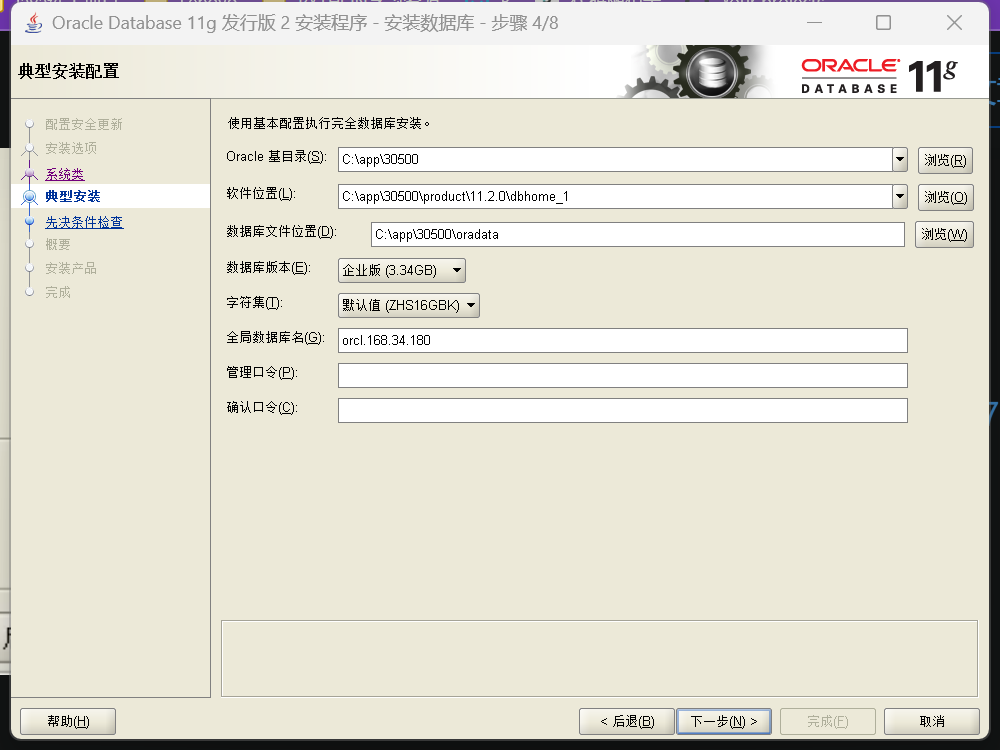 Oracle Database 11g 发行版 2 安装程序 - 安装数据库 - 步骤 4/8
典型安装配置
ORACLE 11g
DATABASE
配置安全更新
安装选项
系统类
典型安装
先决条件检查
概要
安装产品
完成
使用基本配置执行完全数据库安装。
Oracle 基目录(S): C:\app\30500 浏览(R)
软件位置(L): C:\app\30500\product\11.2.0\dbhome_1 浏览(O)
数据库文件位置(D): C:\app\30500\oradata 浏览(W)
数据库版本(E): 企业版 (3.34GB)
字符集(T): 默认值 (ZHS16GBK)
全局数据库名(G): orcl.168.34.180
管理口令(P):
确认口令(C):
帮助(H) < 后退(B) 下一步(N) > 完成(F) 取消